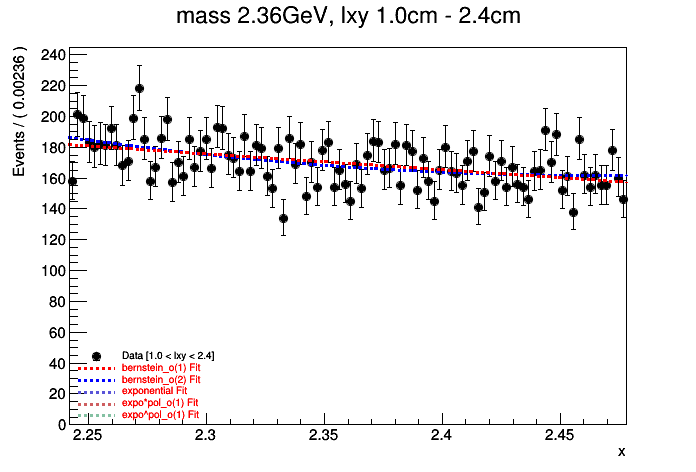 mass 2.36GeV, lxy 1.0cm - 2.4cm
Events / ( 0.00236 )
240
220
200
180
160
140
120
100
80
60
40
20
0
Data [1.0 < lxy < 2.4]
bernstein_o(1) Fit
bernstein_o(2) Fit
exponential Fit
expo*pol_o(1) Fit
expo^pol_o(1) Fit
2.25 2.3 2.35 2.4 2.45
x